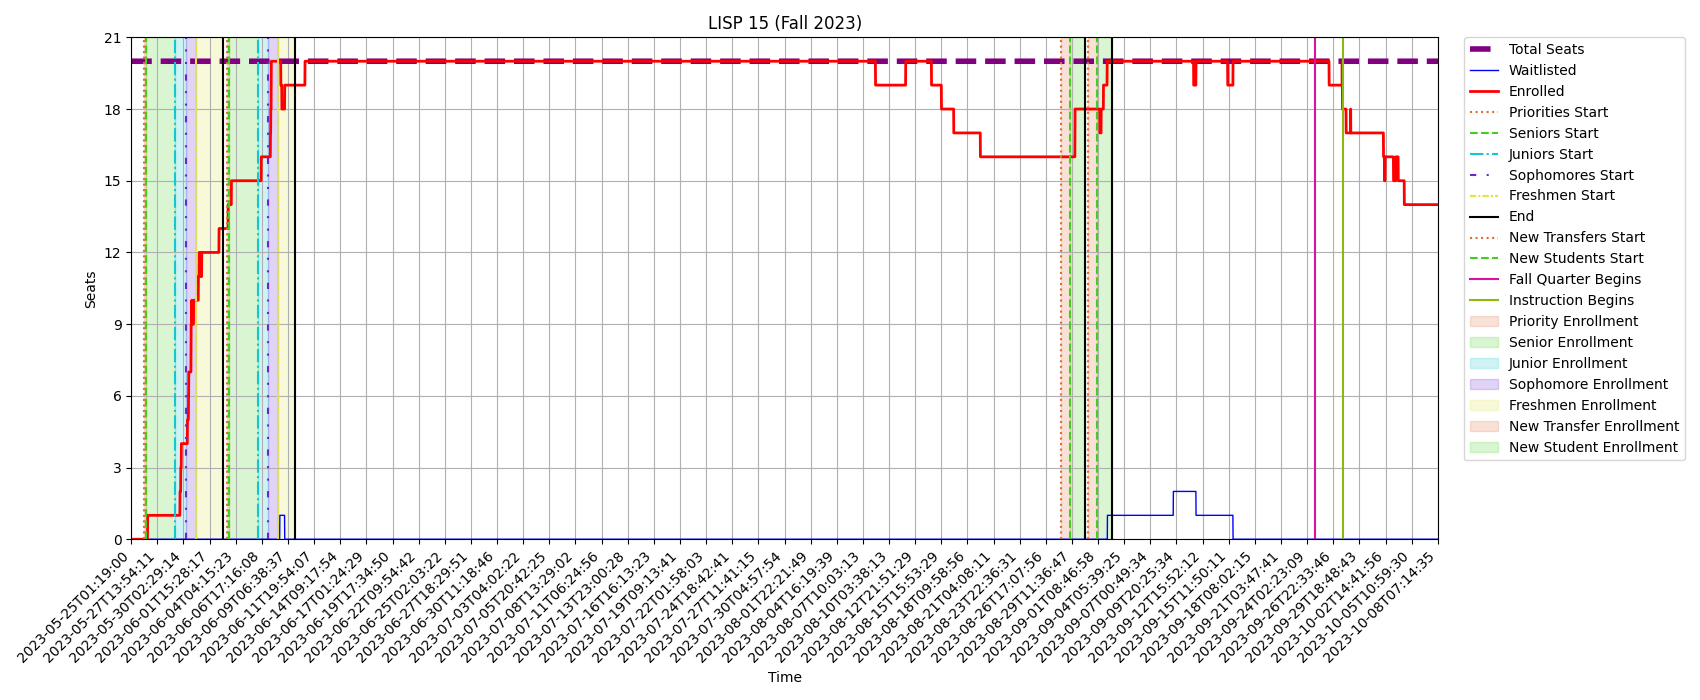 LISP 15 (Fall 2023)
21
18
15
12
9
6
3
0
Seats
2023-05-25T01:19:00
2023-05-27T13:54:11
2023-05-30T02:29:14
2023-06-01T15:28:17
2023-06-04T04:15:23
2023-06-06T17:16:08
2023-06-09T06:38:37
2023-06-11T19:54:07
2023-06-14T09:17:54
2023-06-17T01:24:29
2023-06-19T17:34:50
2023-06-22T09:54:42
2023-06-25T02:03:22
2023-06-27T18:29:51
2023-06-30T11:18:46
2023-07-03T04:02:22
2023-07-05T20:42:25
2023-07-08T13:29:02
2023-07-11T06:24:56
2023-07-13T23:00:28
2023-07-16T16:13:23
2023-07-19T09:13:41
2023-07-22T01:58:03
2023-07-24T18:42:41
2023-07-27T11:41:15
2023-07-30T04:57:54
2023-08-01T22:21:49
2023-08-04T16:19:39
2023-08-07T10:03:13
2023-08-10T03:38:13
2023-08-12T21:51:29
2023-08-15T15:53:29
2023-08-18T09:58:56
2023-08-21T04:08:11
2023-08-23T22:36:31
2023-08-26T17:07:56
2023-08-29T11:36:47
2023-09-01T08:46:58
2023-09-04T05:39:25
2023-09-07T00:49:34
2023-09-09T20:25:34
2023-09-12T15:52:12
2023-09-15T11:50:11
2023-09-18T08:02:15
2023-09-21T03:47:41
2023-09-24T02:23:09
2023-09-26T22:33:46
2023-09-29T18:48:43
2023-10-02T14:41:56
2023-10-05T10:59:30
2023-10-08T07:14:35
Time
Total Seats
Waitlisted
Enrolled
Priorities Start
Seniors Start
Juniors Start
Sophomores Start
Freshmen Start
End
New Transfers Start
New Students Start
Fall Quarter Begins
Instruction Begins
Priority Enrollment
Senior Enrollment
Junior Enrollment
Sophomore Enrollment
Freshmen Enrollment
New Transfer Enrollment
New Student Enrollment